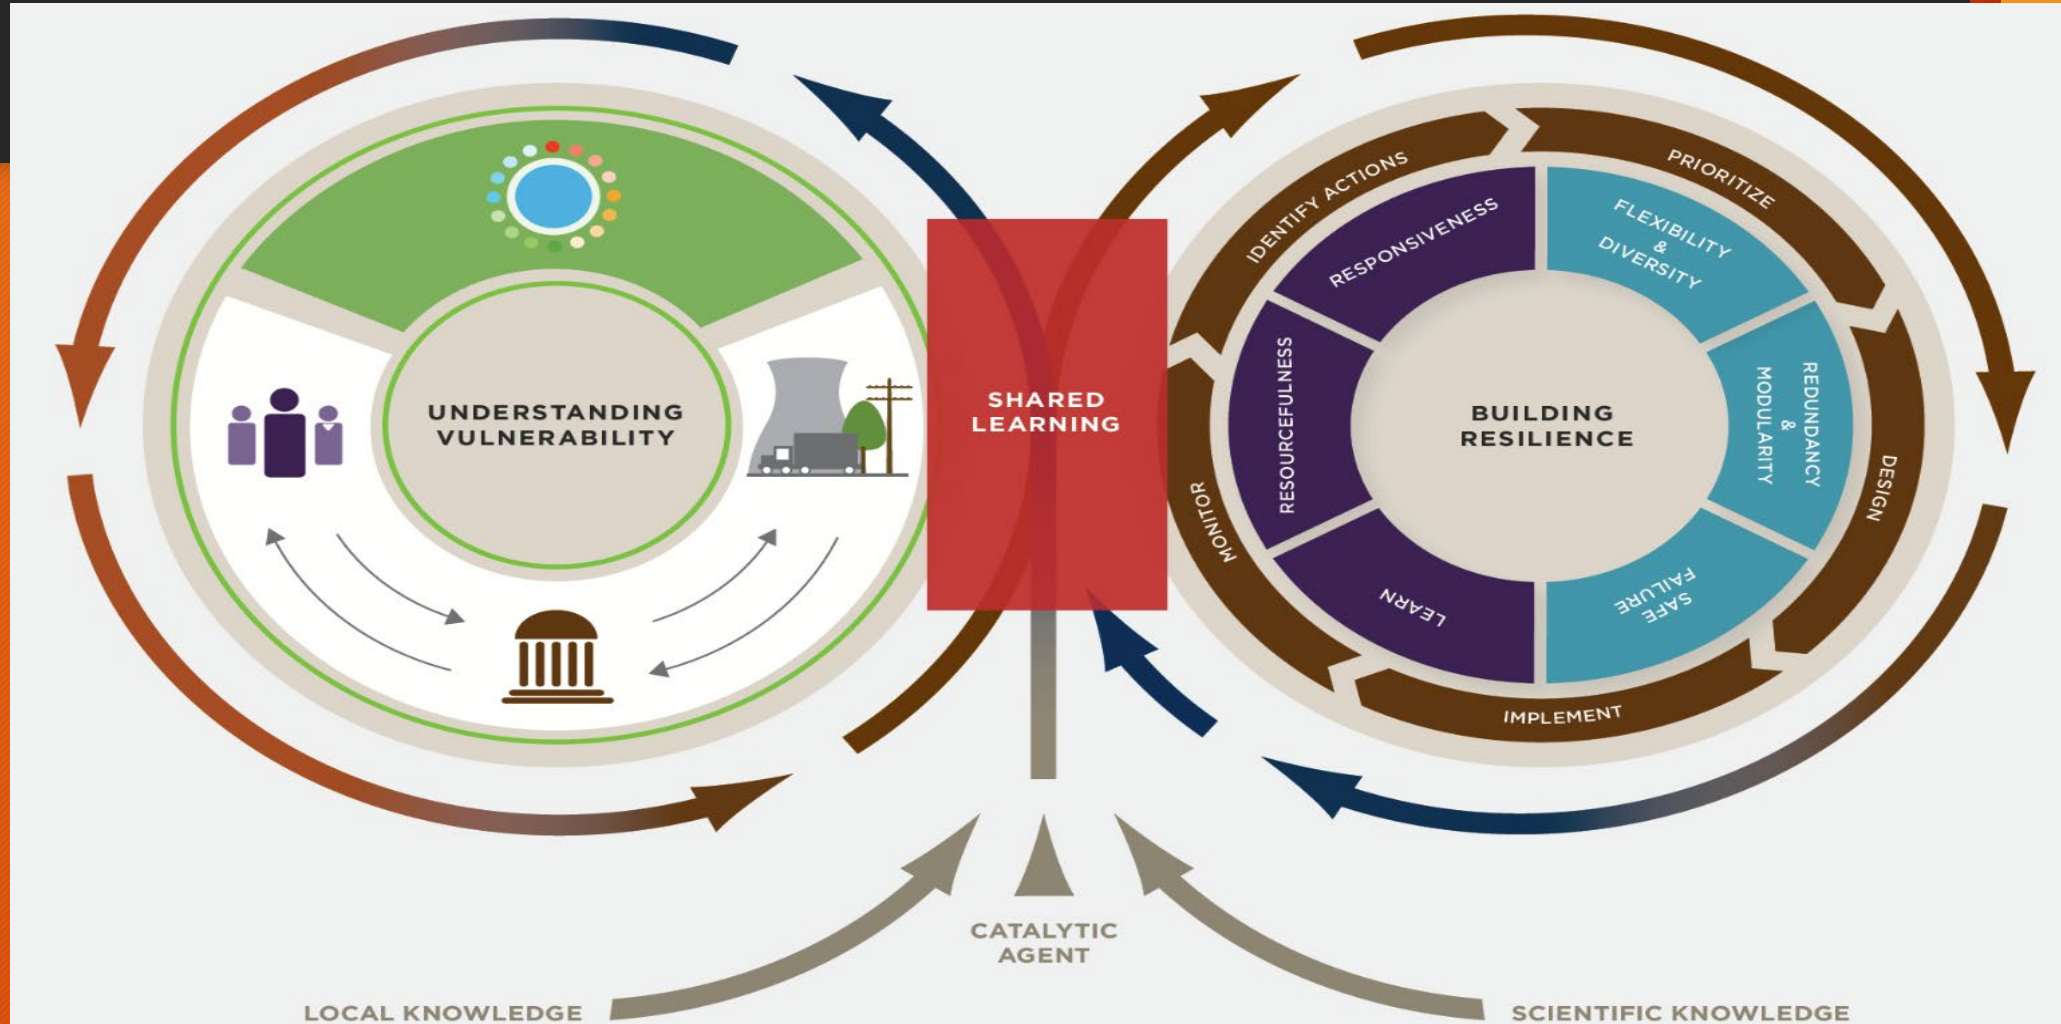 UNDERSTANDING
VULNERABILITY
SHARED
LEARNING
BUILDING
RESILIENCE
IDENTIFY ACTIONS
PRIORITIZE
DESIGN
IMPLEMENT
MONITOR
RESPONSIVENESS
FLEXIBILITY
&
DIVERSITY
REDUNDANCY
&
MODULARITY
SAFE
FAILURE
LEARN
RESOURCEFULNESS
CATALYTIC
AGENT
LOCAL KNOWLEDGE
SCIENTIFIC KNOWLEDGE